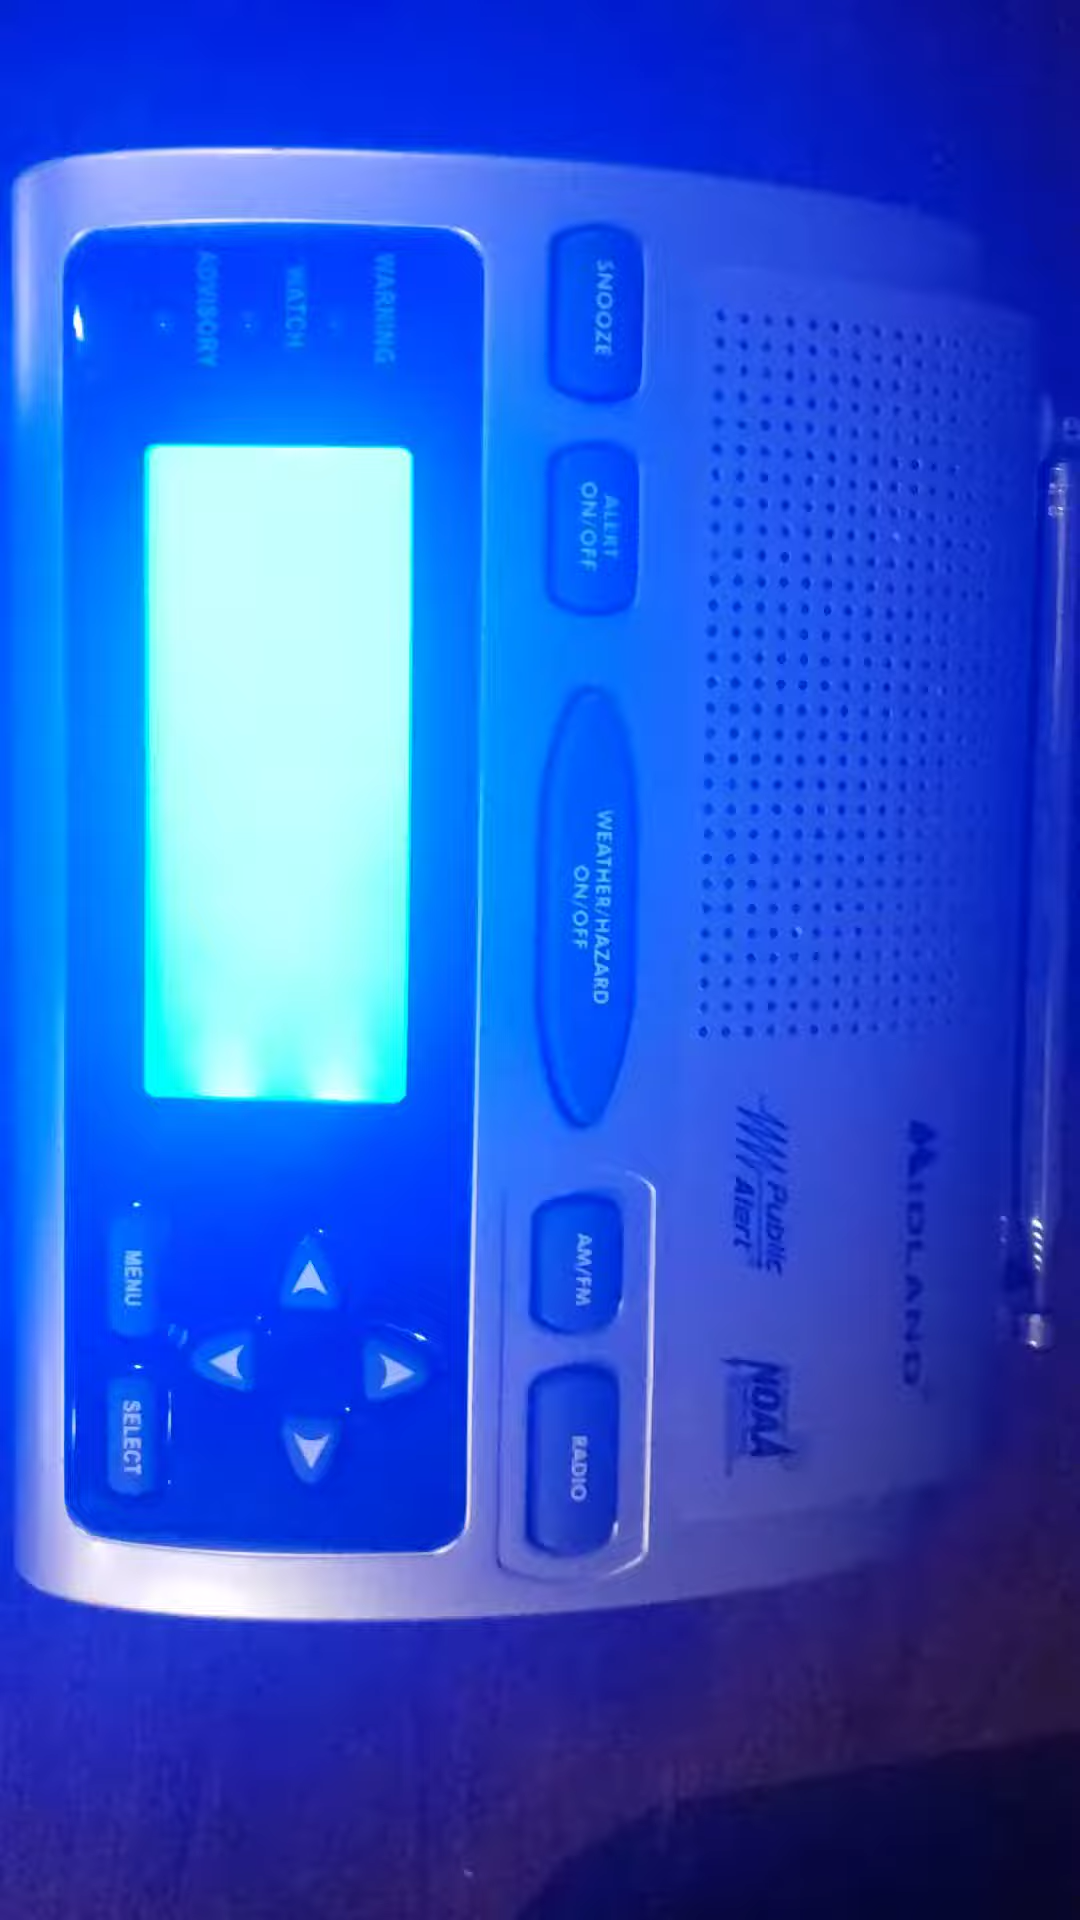 MIDLAND
Public
Alert
NOAA
SNOOZE
ALERT
ON/OFF
WEATHER/HAZARD
ON/OFF
AM/FM
RADIO
WARNING
WATCH
ADVISORY
MENU
SELECT